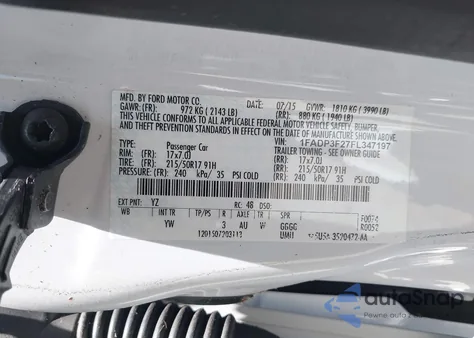 MFD. BY FORD MOTOR CO.
DATE: 07/15 GVWR: 1810 KG ( 3990 LB)
GAWR: (FR): 972 KG ( 2143 LB) (RR): 880 KG ( 1940 LB)
THIS VEHICLE CONFORMS TO ALL APPLICABLE FEDERAL MOTOR VEHICLE SAFETY, BUMPER,
AND THEFT PREVENTION STANDARDS IN EFFECT ON THE DATE OF MANUFACTURE SHOWN ABOVE.
VIN: 1FADP3F27FL347197
TYPE: Passenger Car TRAILER TOWING - SEE OWNER GUIDE
RIM: (FR): 17x7.0J (RR): 17x7.0J
TIRE: (FR): 215/50R17 91H (RR): 215/50R17 91H
PRESSURE: (FR): 240 kPa/ 35 PSI COLD (RR): 240 kPa/ 35 PSI COLD
EXT PNT: YZ RC: 48 DSO:
WB INT TR TP/PS R AXLE TR SPR F0074
YW 3 AU W GGGG R0052
UMII
autoSnap